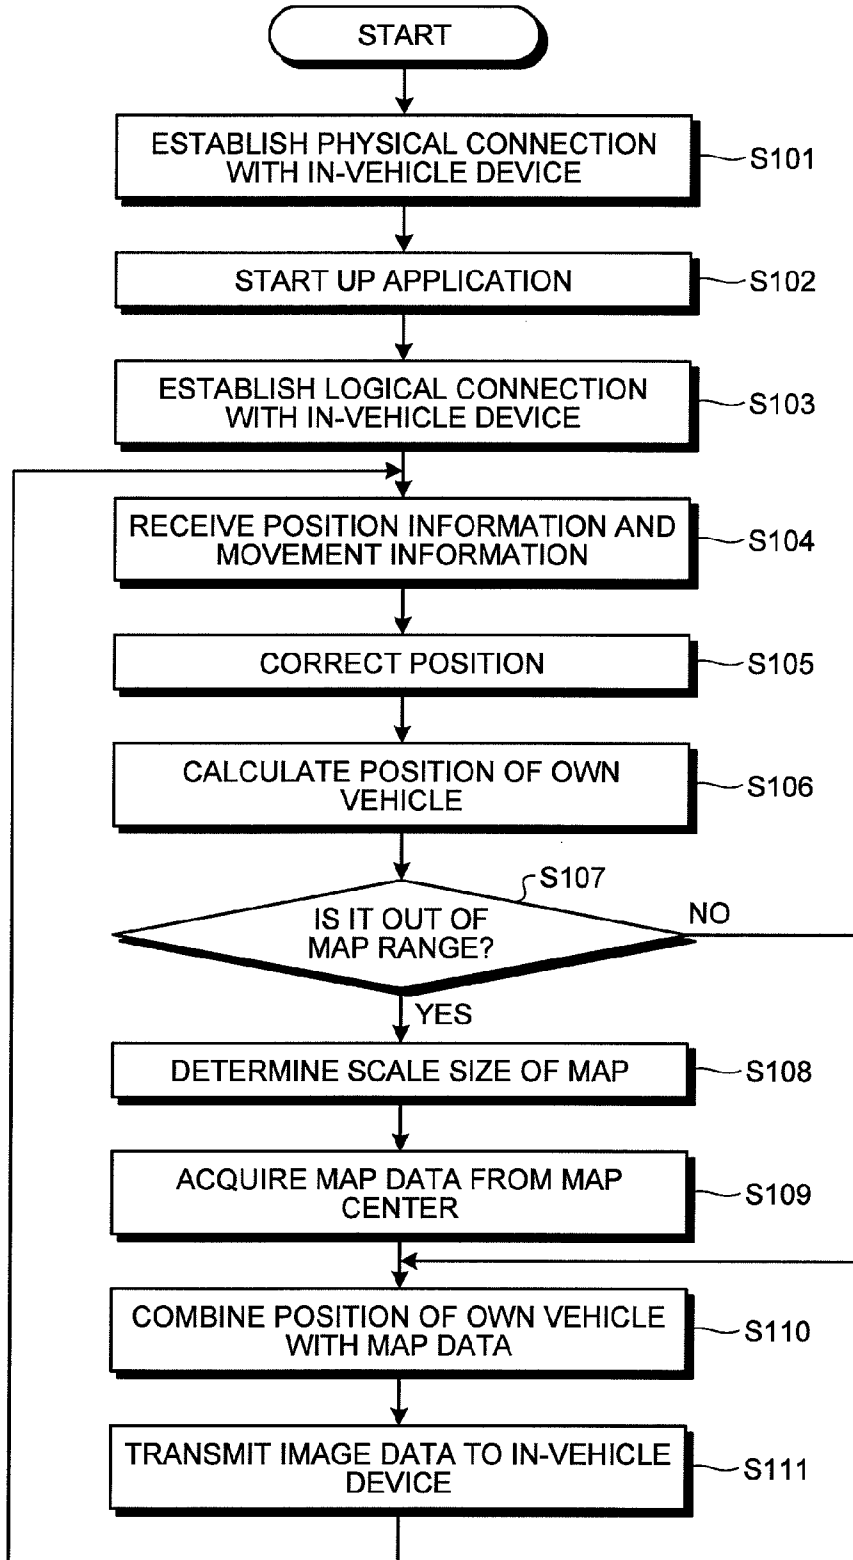 START
ESTABLISH PHYSICAL CONNECTION
WITH IN-VEHICLE DEVICE
S101
START UP APPLICATION
S102
ESTABLISH LOGICAL CONNECTION
WITH IN-VEHICLE DEVICE
S103
RECEIVE POSITION INFORMATION AND
MOVEMENT INFORMATION
S104
CORRECT POSITION
S105
CALCULATE POSITION OF OWN
VEHICLE
S106
S107
IS IT OUT OF
MAP RANGE?
NO
YES
DETERMINE SCALE SIZE OF MAP
S108
ACQUIRE MAP DATA FROM MAP
CENTER
S109
COMBINE POSITION OF OWN VEHICLE
WITH MAP DATA
S110
TRANSMIT IMAGE DATA TO IN-VEHICLE
DEVICE
S111